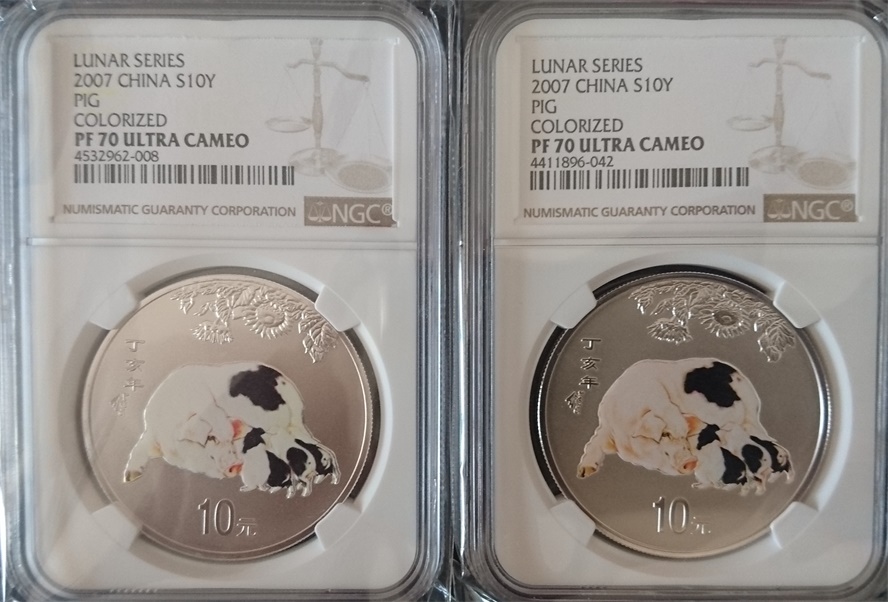 LUNAR SERIES
2007 CHINA S10Y
PIG
COLORIZED
PF 70 ULTRA CAMEO
4532962-008
NUMISMATIC GUARANTY CORPORATION
NGC®
丁亥年
10元
LUNAR SERIES
2007 CHINA S10Y
PIG
COLORIZED
PF 70 ULTRA CAMEO
4411896-042
NUMISMATIC GUARANTY CORPORATION
NGC®
丁亥年
10元